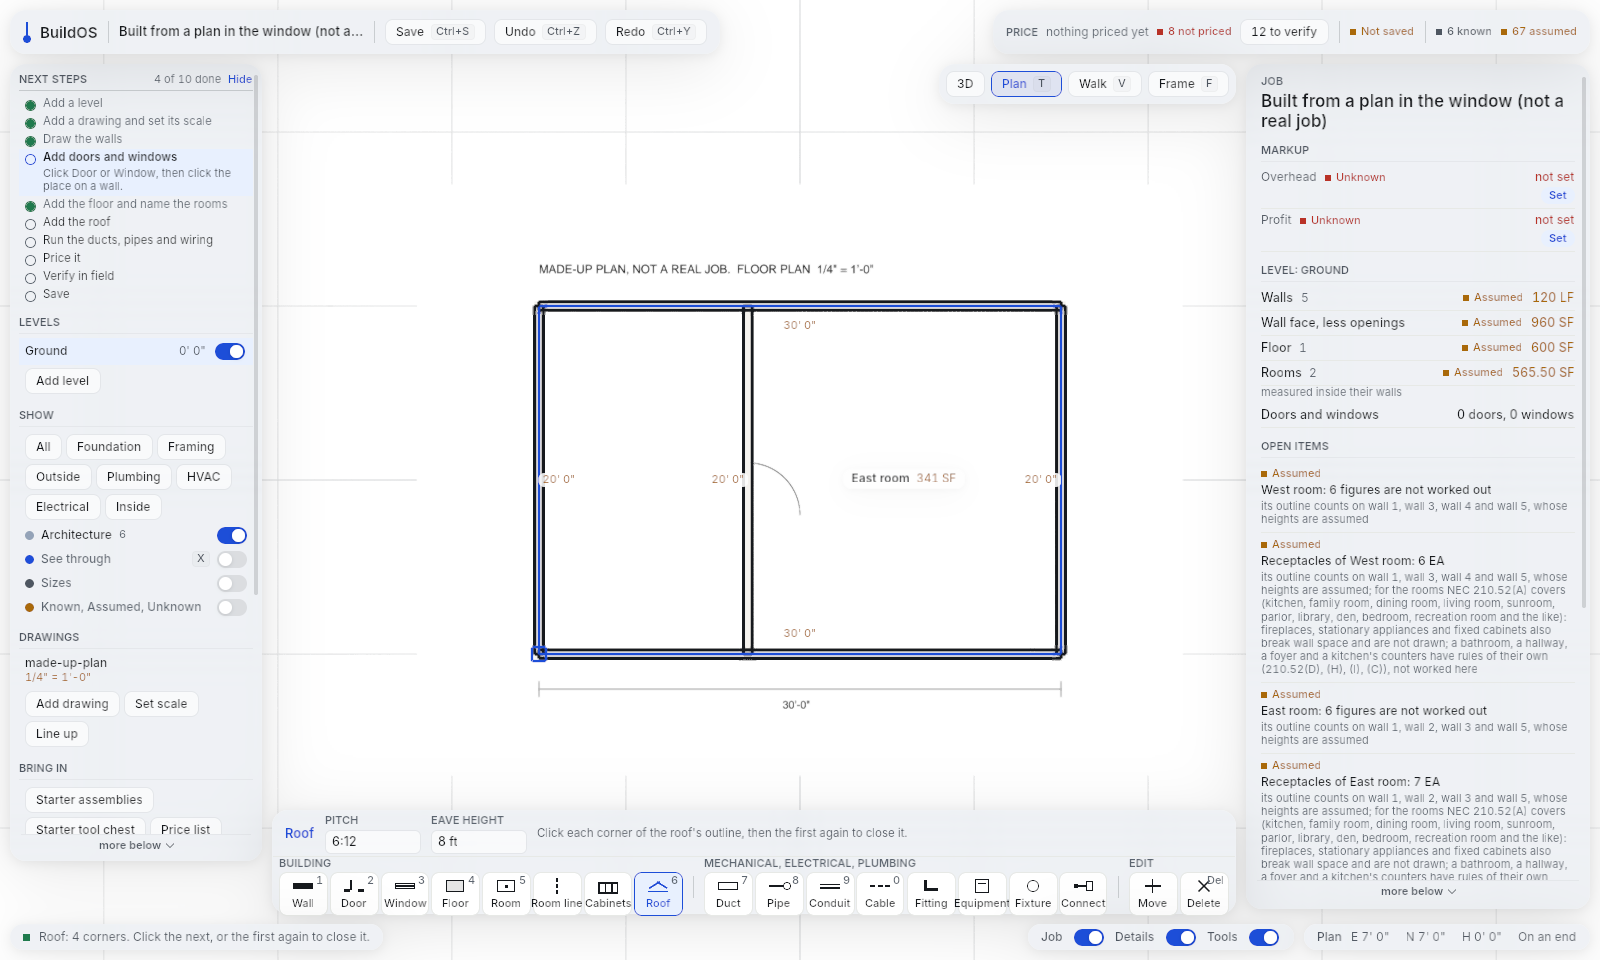 BuildOS
Built from a plan in the window (not a...
Save Ctrl+S
Undo Ctrl+Z
Redo Ctrl+Y
PRICE nothing priced yet 8 not priced 12 to verify Not saved 6 known 67 assumed
3D
Plan T
Walk V
Frame F
NEXT STEPS 4 of 10 done Hide
Add a level
Add a drawing and set its scale
Draw the walls
Add doors and windows
Click Door or Window, then click the
place on a wall.
Add the floor and name the rooms
Add the roof
Run the ducts, pipes and wiring
Price it
Verify in field
Save
LEVELS
Ground 0' 0"
Add level
SHOW
All Foundation Framing
Outside Plumbing HVAC
Electrical Inside
Architecture 6
See through X
Sizes
Known, Assumed, Unknown
DRAWINGS
made-up-plan
1/4" = 1'-0"
Add drawing Set scale
Line up
BRING IN
Starter assemblies
Starter tool chest Price list
more below
MADE-UP PLAN, NOT A REAL JOB. FLOOR PLAN 1/4" = 1'-0"
30' 0"
20' 0"
20' 0"
East room 341 SF
20' 0"
30' 0"
30'-0"
Roof
PITCH
6:12
EAVE HEIGHT
8 ft
Click each corner of the roof's outline, then the first again to close it.
BUILDING
Wall 1
Door 2
Window 3
Floor 4
Room 5
Room line
Cabinets
Roof 6
MECHANICAL, ELECTRICAL, PLUMBING
Duct 7
Pipe 8
Conduit 9
Cable 0
Fitting
Equipment
Fixture
Connect
EDIT
Move
Delete Del
Roof: 4 corners. Click the next, or the first again to close it.
Job Details Tools
Plan E 7' 0" N 7' 0" H 0' 0" On an end
JOB
Built from a plan in the window (not a
real job)
MARKUP
Overhead Unknown not set
Set
Profit Unknown not set
Set
LEVEL: GROUND
Walls 5 Assumed 120 LF
Wall face, less openings Assumed 960 SF
Floor 1 Assumed 600 SF
Rooms 2 Assumed 565.50 SF
measured inside their walls
Doors and windows 0 doors, 0 windows
OPEN ITEMS
Assumed
West room: 6 figures are not worked out
its outline counts on wall 1, wall 3, wall 4 and wall 5, whose
heights are assumed
Assumed
Receptacles of West room: 6 EA
its outline counts on wall 1, wall 3, wall 4 and wall 5, whose
heights are assumed; for the rooms NEC 210.52(A) covers
(kitchen, family room, dining room, living room, sunroom,
parlor, library, den, bedroom, recreation room and the like):
fireplaces, stationary appliances and fixed cabinets also
break wall space and are not drawn; a bathroom, a hallway,
a foyer and a kitchen's counters have rules of their own
(210.52(D), (H), (I), (C)), not worked here
Assumed
East room: 6 figures are not worked out
its outline counts on wall 1, wall 2, wall 3 and wall 5, whose
heights are assumed
Assumed
Receptacles of East room: 7 EA
its outline counts on wall 1, wall 2, wall 3 and wall 5, whose
heights are assumed; for the rooms NEC 210.52(A) covers
(kitchen, family room, dining room, living room, sunroom,
parlor, library, den, bedroom, recreation room and the like):
fireplaces, stationary appliances and fixed cabinets also
break wall space and are not drawn; a bathroom, a hallway,
a foyer and a kitchen's counters have rules of their own
more below